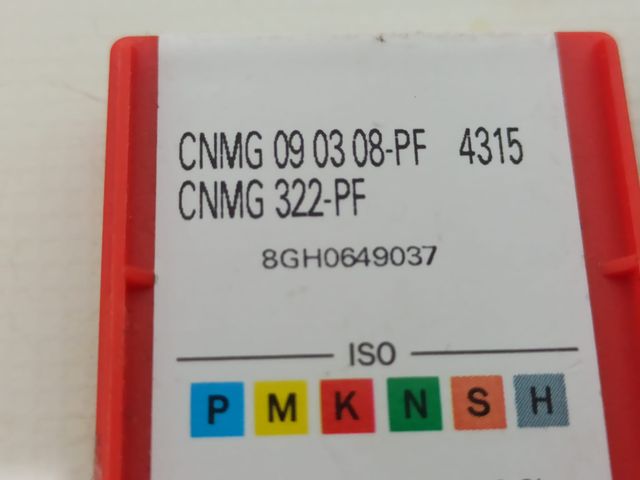 CNMG 09 03 08-PF 4315
CNMG 322-PF
8GH0649037
ISO
P M K N S H